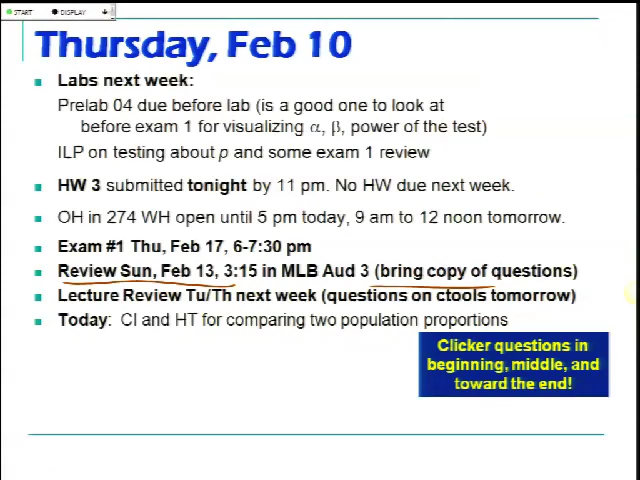 START DISPLAY
Thursday, Feb 10
Labs next week:
Prelab 04 due before lab (is a good one to look at
before exam 1 for visualizing α, β, power of the test)
ILP on testing about p and some exam 1 review
HW 3 submitted tonight by 11 pm. No HW due next week.
OH in 274 WH open until 5 pm today, 9 am to 12 noon tomorrow.
Exam #1 Thu, Feb 17, 6-7:30 pm
Review Sun, Feb 13, 3:15 in MLB Aud 3 (bring copy of questions)
Lecture Review Tu/Th next week (questions on ctools tomorrow)
Today: CI and HT for comparing two population proportions
Clicker questions in
beginning, middle, and
toward the end!